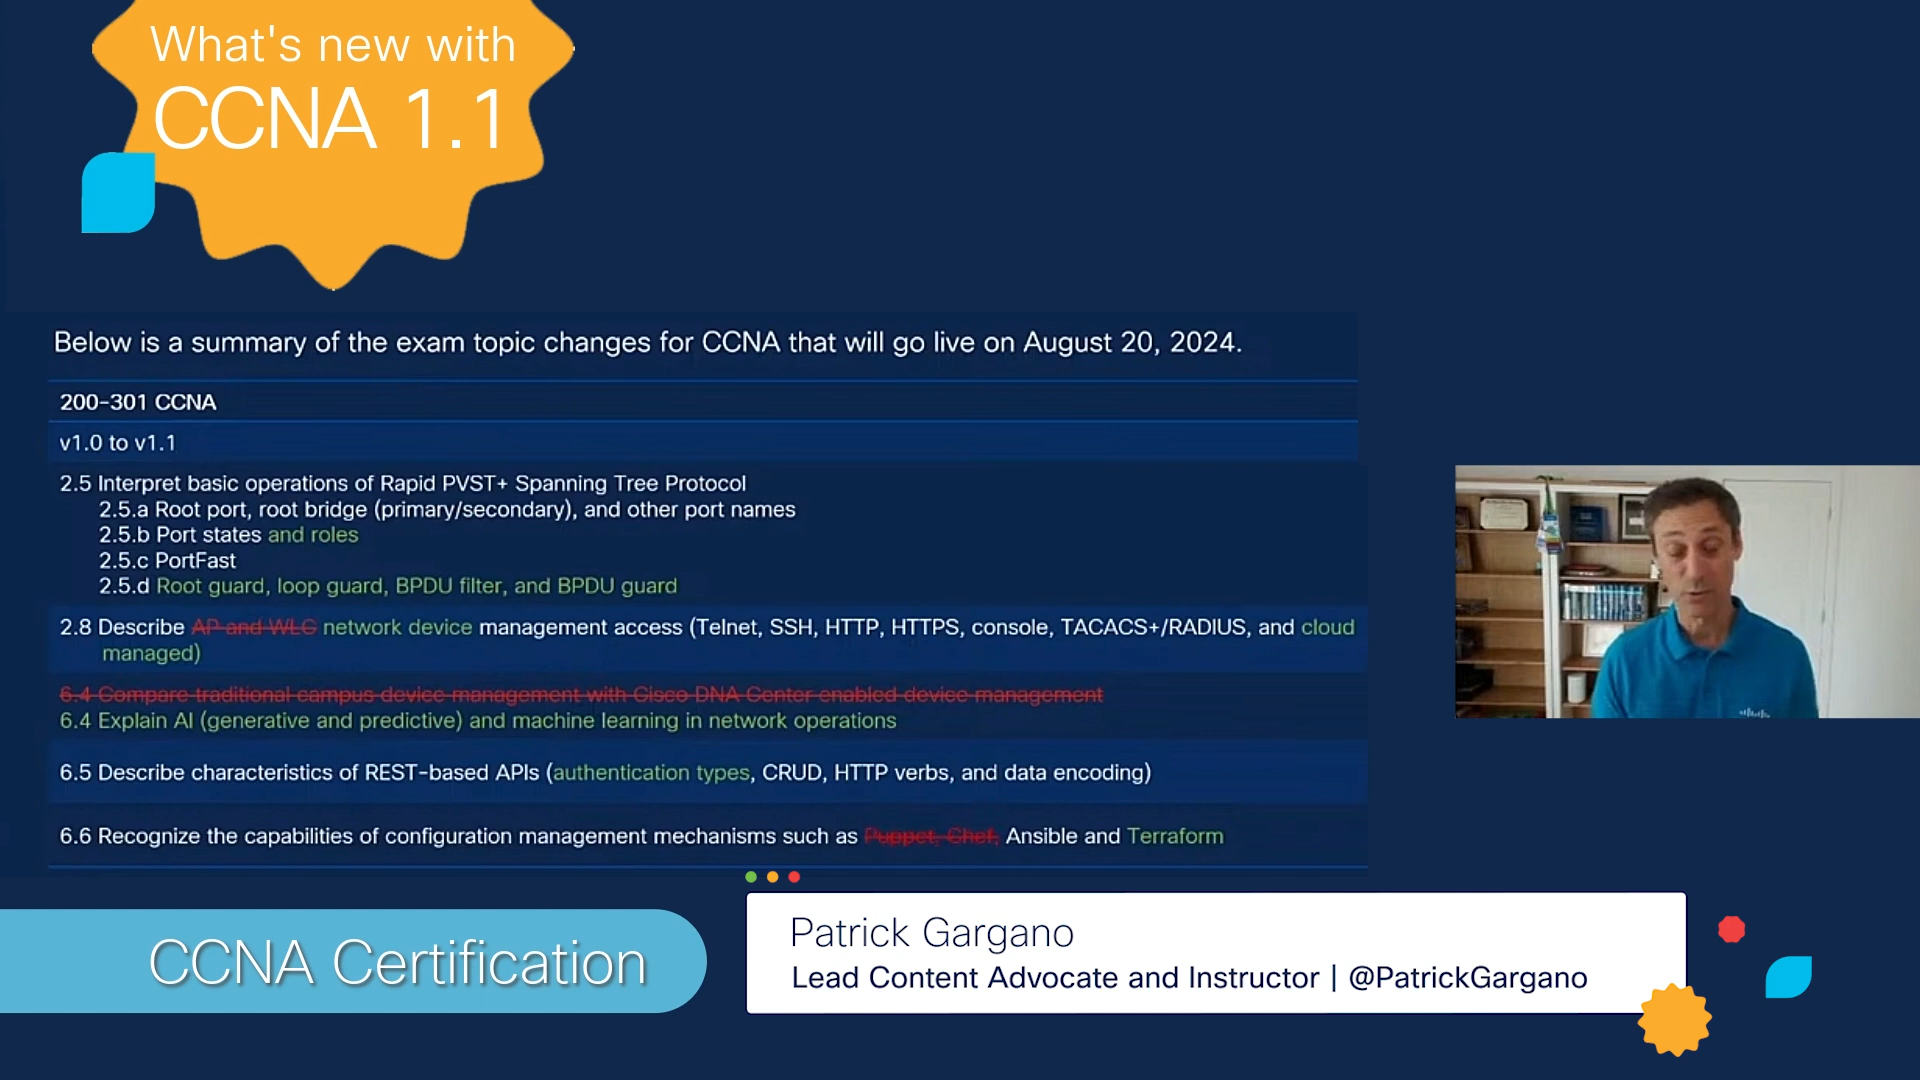 What's new with
CCNA 1.1
Below is a summary of the exam topic changes for CCNA that will go live on August 20, 2024.
200-301 CCNA
v1.0 to v1.1
2.5 Interpret basic operations of Rapid PVST+ Spanning Tree Protocol
2.5.a Root port, root bridge (primary/secondary), and other port names
2.5.b Port states and roles
2.5.c PortFast
2.5.d Root guard, loop guard, BPDU filter, and BPDU guard
2.8 Describe AP and WLC network device management access (Telnet, SSH, HTTP, HTTPS, console, TACACS+/RADIUS, and cloud
managed)
6.4 Compare traditional campus device management with Cisco DNA Center enabled device management
6.4 Explain AI (generative and predictive) and machine learning in network operations
6.5 Describe characteristics of REST-based APIs (authentication types, CRUD, HTTP verbs, and data encoding)
6.6 Recognize the capabilities of configuration management mechanisms such as Puppet, Chef, Ansible and Terraform
CCNA Certification
Patrick Gargano
Lead Content Advocate and Instructor | @PatrickGargano